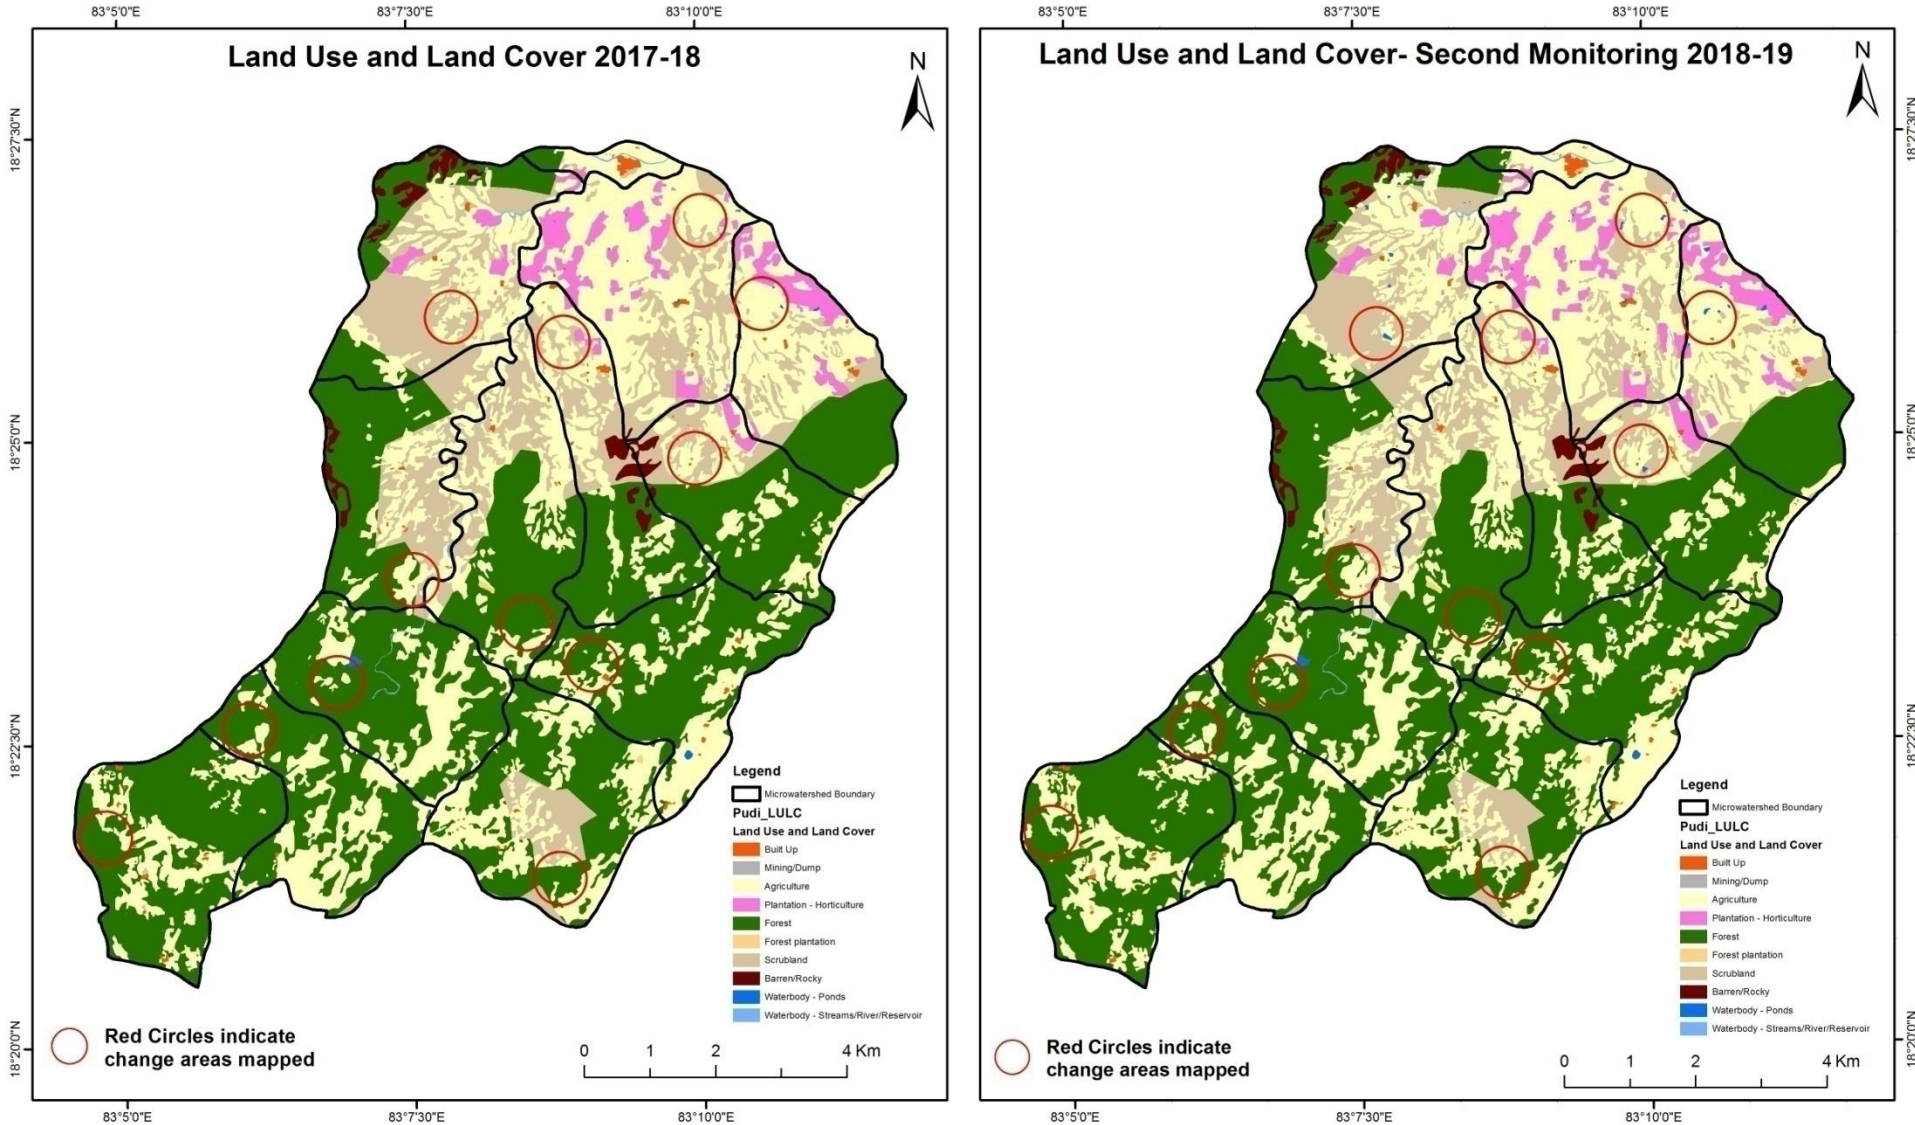 83°5'0"E 83°7'30"E 83°10'0"E
Land Use and Land Cover 2017-18
N
18°27'30"N
18°25'0"N
18°22'30"N
18°20'0"N
Legend
Microwatershed Boundary
Pudi_LULC
Land Use and Land Cover
Built Up
Mining/Dump
Agriculture
Plantation - Horticulture
Forest
Forest plantation
Scrubland
Barren/Rocky
Waterbody - Ponds
Waterbody - Streams/River/Reservoir
Red Circles indicate
change areas mapped
0 1 2 4 Km
83°5'0"E 83°7'30"E 83°10'0"E
83°5'0"E 83°7'30"E 83°10'0"E
Land Use and Land Cover- Second Monitoring 2018-19
N
18°27'30"N
18°25'0"N
18°22'30"N
18°20'0"N
Legend
Microwatershed Boundary
Pudi_LULC
Land Use and Land Cover
Built Up
Mining/Dump
Agriculture
Plantation - Horticulture
Forest
Forest plantation
Scrubland
Barren/Rocky
Waterbody - Ponds
Waterbody - Streams/River/Reservoir
Red Circles indicate
change areas mapped
0 1 2 4 Km
83°5'0"E 83°7'30"E 83°10'0"E